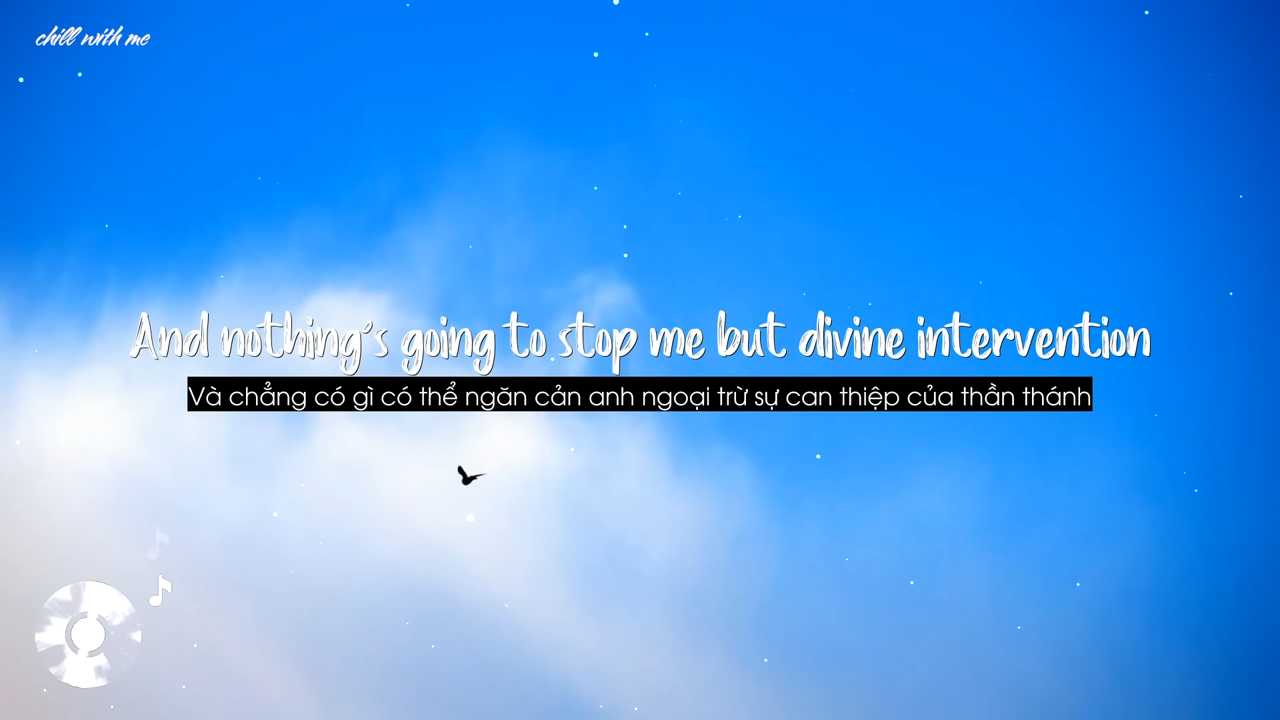 chill with me
And nothing's going to stop me but divine intervention
Và chẳng có gì có thể ngăn cản anh ngoại trừ sự can thiệp của thần thánh